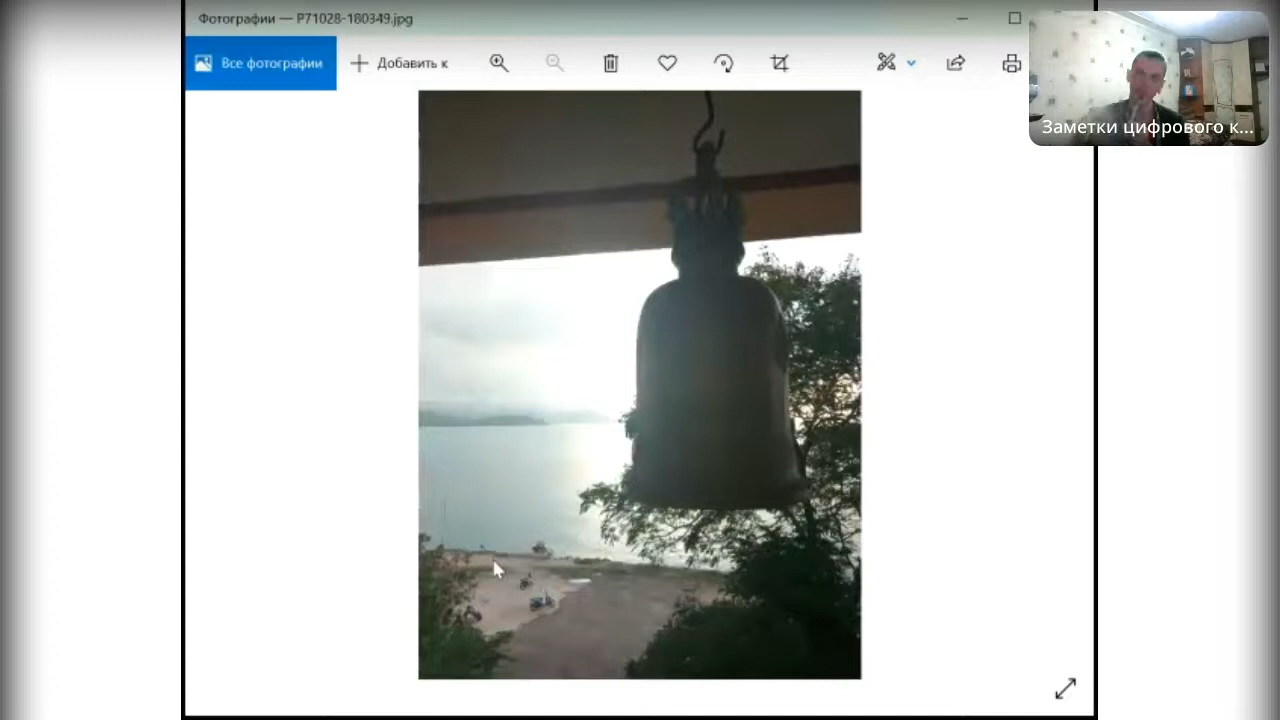 Фотографии — P71028-180349.jpg
Все фотографии
Добавить к
Заметки цифрового к...